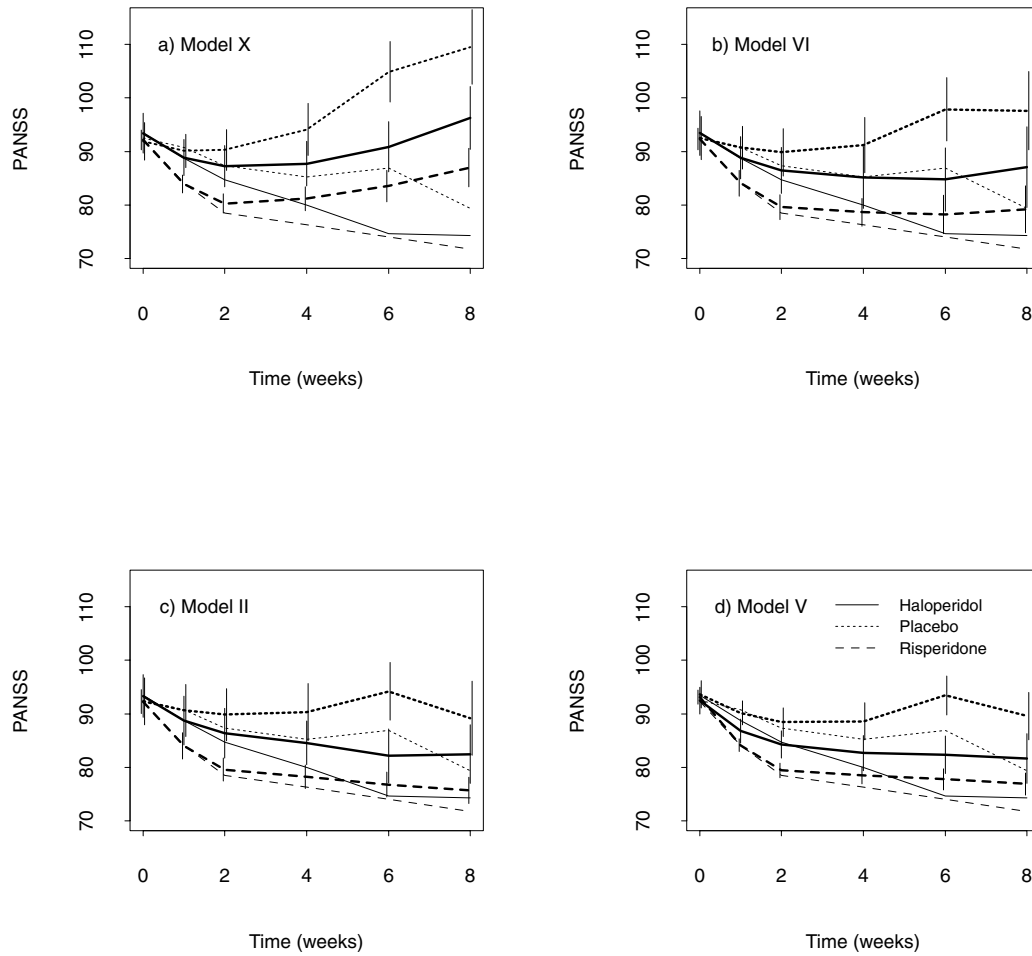 a) Model X
PANSS
110
100
90
80
70
0 2 4 6 8
Time (weeks)
b) Model VI
PANSS
110
100
90
80
70
0 2 4 6 8
Time (weeks)
c) Model II
PANSS
110
100
90
80
70
0 2 4 6 8
Time (weeks)
d) Model V
Haloperidol
Placebo
Risperidone
PANSS
110
100
90
80
70
0 2 4 6 8
Time (weeks)